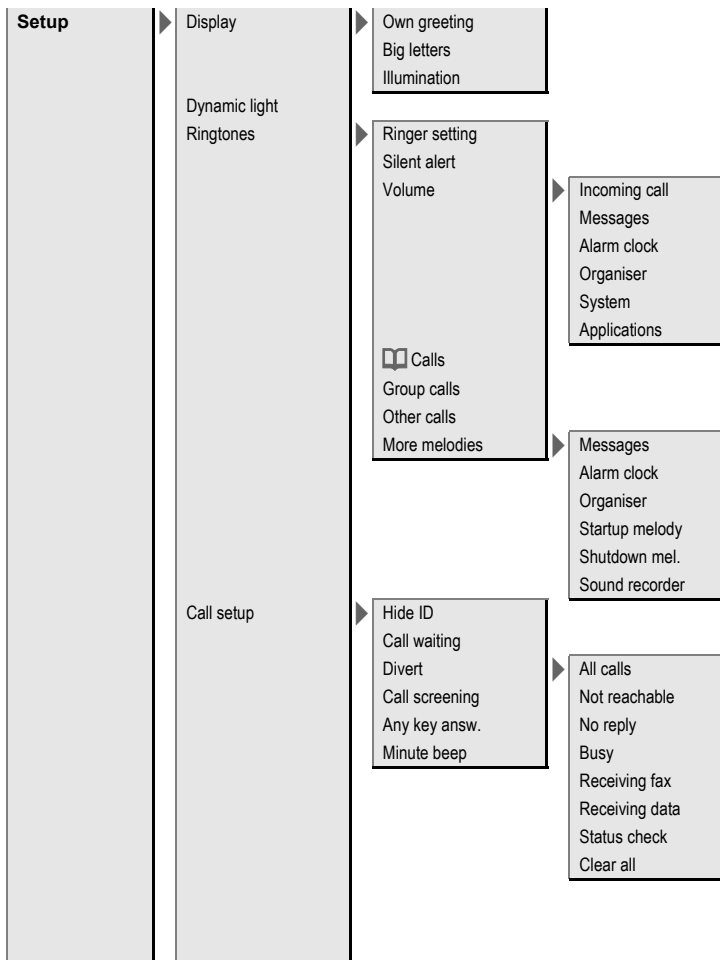 Setup
Display
Own greeting
Big letters
Illumination
Dynamic light
Ringtones
Ringer setting
Silent alert
Volume
Incoming call
Messages
Alarm clock
Organiser
System
Applications
Calls
Group calls
Other calls
More melodies
Messages
Alarm clock
Organiser
Startup melody
Shutdown mel.
Sound recorder
Call setup
Hide ID
Call waiting
Divert
All calls
Not reachable
No reply
Busy
Receiving fax
Receiving data
Status check
Clear all
Call screening
Any key answ.
Minute beep